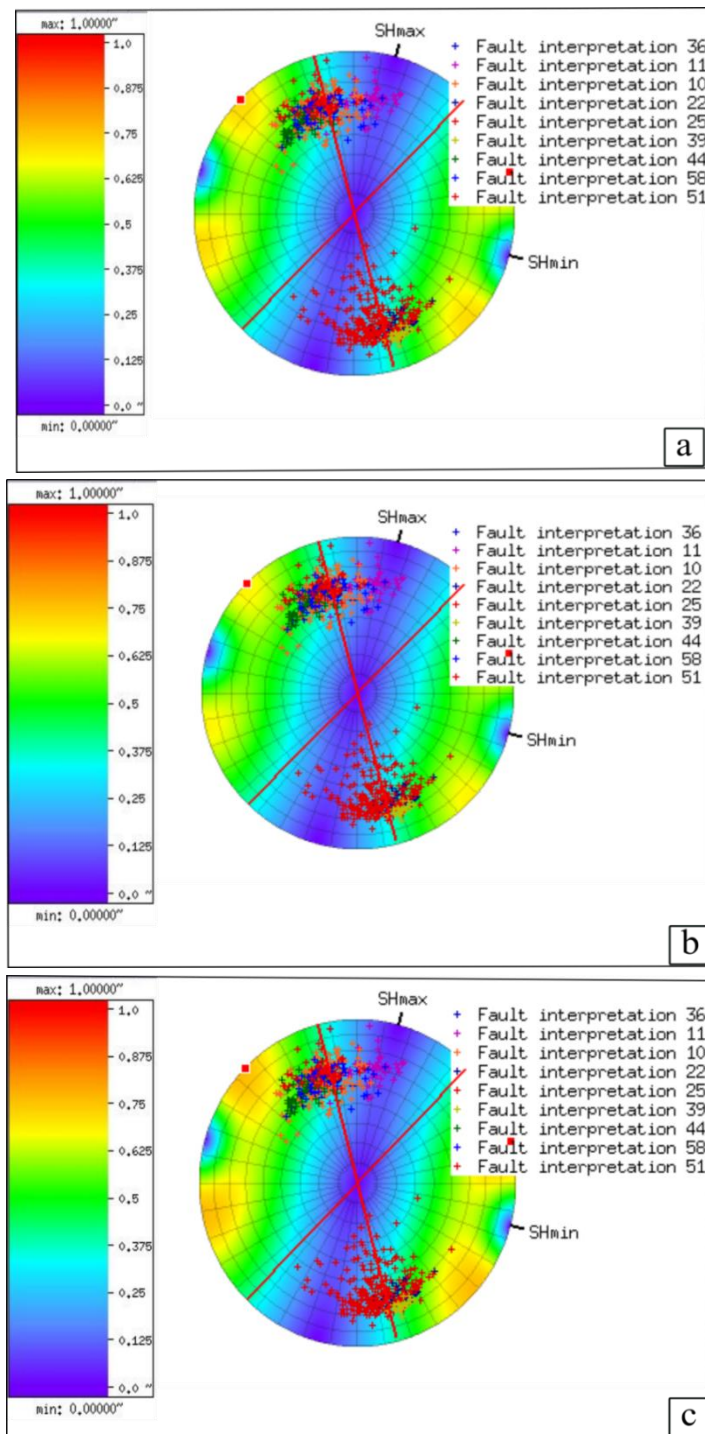 max: 1.00000"
1.0
0.875
0.75
0.625
0.5
0.375
0.25
0.125
0.0 "
min: 0.00000"
SHmax
SHmin
Fault interpretation 36
Fault interpretation 11
Fault interpretation 10
Fault interpretation 22
Fault interpretation 25
Fault interpretation 39
Fault interpretation 44
Fault interpretation 58
Fault interpretation 51
a
max: 1.00000"
1.0
0.875
0.75
0.625
0.5
0.375
0.25
0.125
0.0 "
min: 0.00000"
SHmax
SHmin
Fault interpretation 36
Fault interpretation 11
Fault interpretation 10
Fault interpretation 22
Fault interpretation 25
Fault interpretation 39
Fault interpretation 44
Fault interpretation 58
Fault interpretation 51
b
max: 1.00000"
1.0
0.875
0.75
0.625
0.5
0.375
0.25
0.125
0.0 "
min: 0.00000"
SHmax
SHmin
Fault interpretation 36
Fault interpretation 11
Fault interpretation 10
Fault interpretation 22
Fault interpretation 25
Fault interpretation 39
Fault interpretation 44
Fault interpretation 58
Fault interpretation 51
c